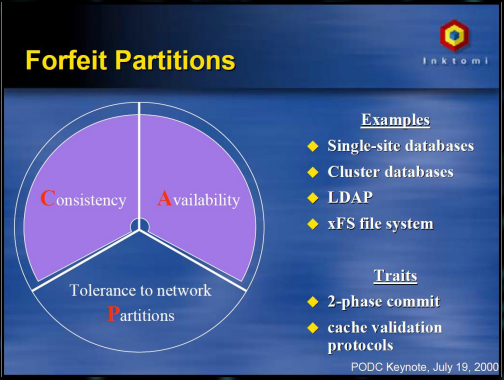 Forfeit Partitions
Inktomi
Consistency
Availability
Tolerance to network
Partitions
Examples
Single-site databases
Cluster databases
LDAP
xFS file system
Traits
2-phase commit
cache validation
protocols
PODC Keynote, July 19, 2000